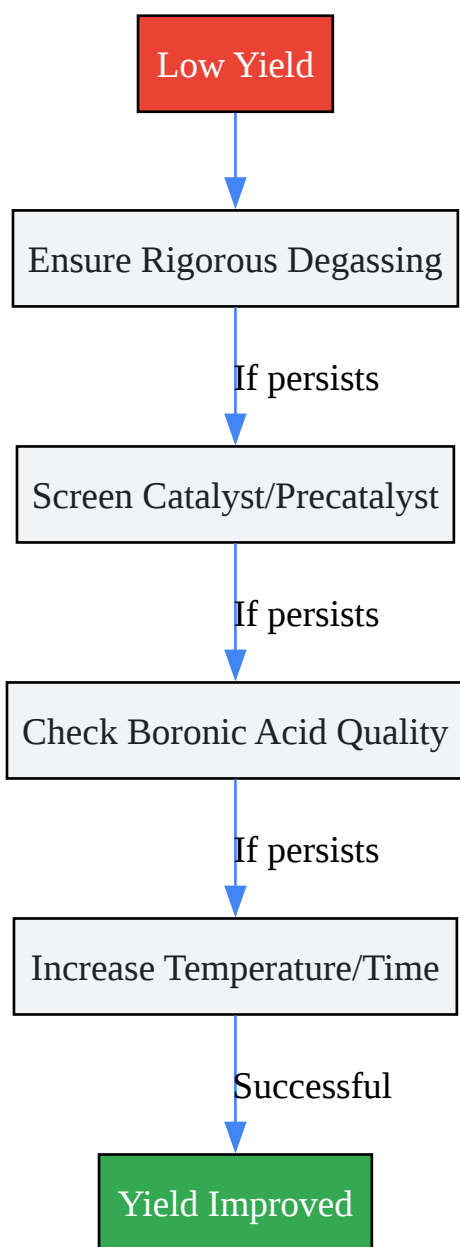 Low Yield
Ensure Rigorous Degassing
If persists
Screen Catalyst/Precatalyst
If persists
Check Boronic Acid Quality
If persists
Increase Temperature/Time
Successful
Yield Improved